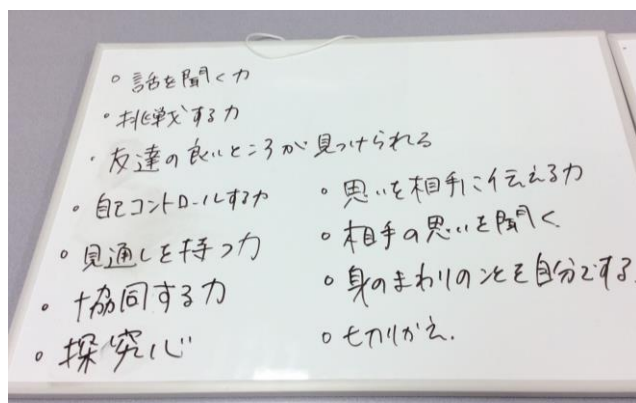 • 話を聞く力
• 挑戦する力
• 友達の良いところが見つけられる
• 自己コントロールする力
• 見通しを持つ力
• 協同する力
• 探究心
• 思いを相手に伝える力
• 相手の思いを聞く
• 身のまわりのことを自分でする
• 切りかえ.